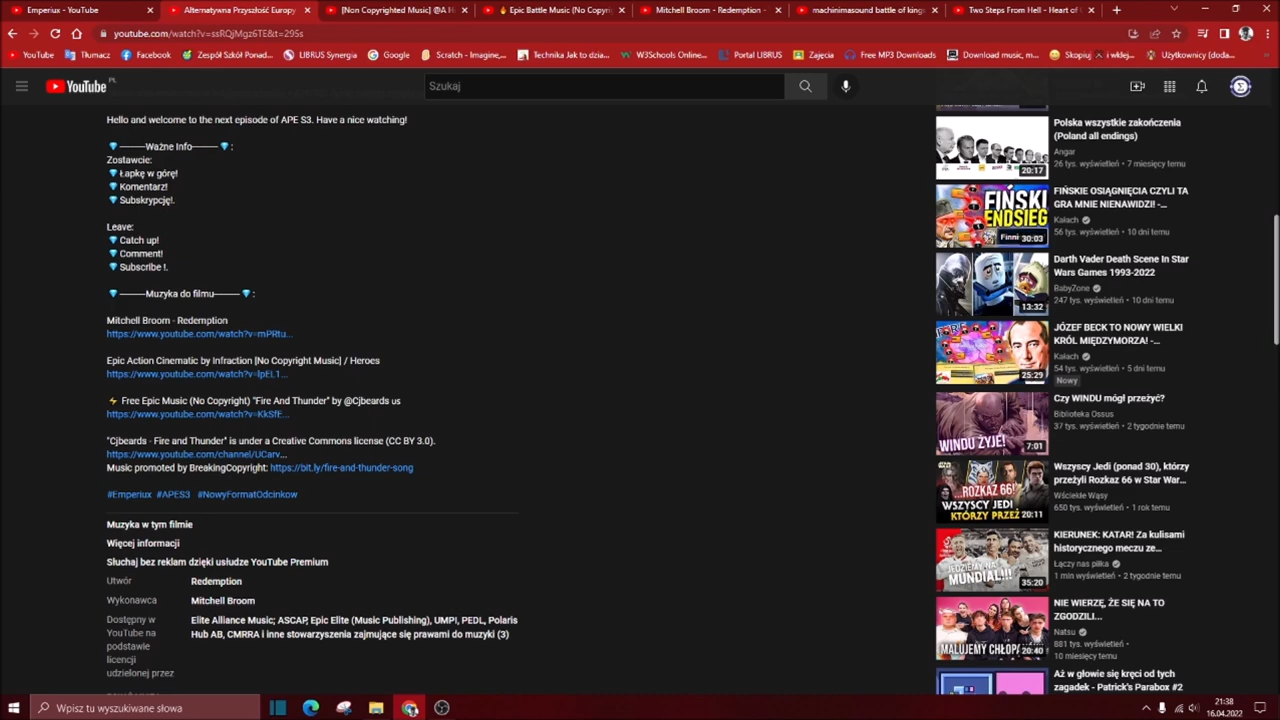 Emperiux - YouTube
Alternatywna Przyszłość Europy
[Non Copyrighted Music] @A H
🔥 Epic Battle Music (No Copyri
Mitchell Broom - Redemption -
machinimasound battle of kings
Two Steps From Hell - Heart of
youtube.com/watch?v=ssRQjMgz6TE&t=295s
YouTube
Tłumacz
Facebook
Zespół Szkół Ponad...
LIBRUS Synergia
Google
Scratch - Imagine,...
Technika Jak to dzia...
W3Schools Online...
Portal LIBRUS
Zajęcia
Free MP3 Downloads
Download music, m...
Skopiuj
i wklej...
Użytkownicy (doda...
YouTube PL
Szukaj
Hello and welcome to the next episode of APE S3. Have a nice watching!
💎 ———Ważne Info——— 💎 :
Zostawcie:
💎 Łapkę w górę!
💎 Komentarz!
💎 Subskrypcję!.
Leave:
💎 Catch up!
💎 Comment!
💎 Subscribe !.
💎 ———Muzyka do filmu——— 💎 :
Mitchell Broom - Redemption
https://www.youtube.com/watch?v=mPRtu...
Epic Action Cinematic by Infraction [No Copyright Music] / Heroes
https://www.youtube.com/watch?v=IpEL1...
⚡ Free Epic Music (No Copyright) "Fire And Thunder" by @Cjbeards us
https://www.youtube.com/watch?v=KkSfE...
"Cjbeards - Fire and Thunder" is under a Creative Commons license (CC BY 3.0).
https://www.youtube.com/channel/UCarv...
Music promoted by BreakingCopyright: https://bit.ly/fire-and-thunder-song
#Emperiux #APES3 #NowyFormatOdcinkow
Muzyka w tym filmie
Więcej informacji
Słuchaj bez reklam dzięki usłudze YouTube Premium
Utwór Redemption
Wykonawca Mitchell Broom
Dostępny w YouTube na podstawie licencji udzielonej przez
Elite Alliance Music; ASCAP, Epic Elite (Music Publishing), UMPI, PEDL, Polaris
Hub AB, CMRRA i inne stowarzyszenia zajmujące się prawami do muzyki (3)
20:17
Polska wszystkie zakończenia
(Poland all endings)
Angar
26 tys. wyświetleń • 7 miesięcy temu
FIŃSKI
ENDSIEG
Finni
30:03
FIŃSKIE OSIĄGNIĘCIA CZYLI TA
GRA MNIE NIENAWIDZI! -...
Kałach
56 tys. wyświetleń • 10 dni temu
13:32
Darth Vader Death Scene In Star
Wars Games 1993-2022
BabyZone
247 tys. wyświetleń • 10 dni temu
25:29
JÓZEF BECK TO NOWY WIELKI
KRÓL MIĘDZYMORZA! -...
Kałach
54 tys. wyświetleń • 5 dni temu
Nowy
WINDU ŻYJE!
7:01
Czy WINDU mógł przeżyć?
Biblioteka Ossus
37 tys. wyświetleń • 2 tygodnie temu
...ROZKAZ 66!
WSZYSCY JEDI
KTÓRZY PRZEŻ
20:11
Wszyscy Jedi (ponad 30), którzy
przeżyli Rozkaz 66 w Star War...
Wściekłe Wąsy
650 tys. wyświetleń • 1 rok temu
JEDZIEMY NA
MUNDIAL!!!
35:20
KIERUNEK: KATAR! Za kulisami
historycznego meczu ze...
Łączy nas piłka
1 mln wyświetleń • 2 tygodnie temu
MALUJEMY CHŁOPA
20:40
NIE WIERZĘ, ŻE SIĘ NA TO
ZGODZILI...
Natsu
881 tys. wyświetleń •
10 miesięcy temu
Aż w głowie się kręci od tych
zagadek - Patrick's Parabox #2
Wpisz tu wyszukiwane słowa
21:38
16.04.2022